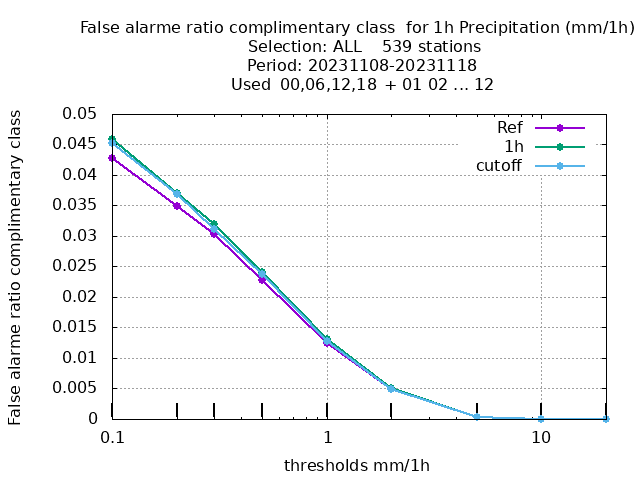 False alarme ratio complimentary class  for 1h Precipitation (mm/1h)
Selection: ALL    539 stations
Period: 20231108-20231118
Used  00,06,12,18  + 01 02 ... 12
False alarme ratio complimentary class
0.05
0.045
0.04
0.035
0.03
0.025
0.02
0.015
0.01
0.005
0
Ref
1h
cutoff
0.1
1
10
thresholds mm/1h